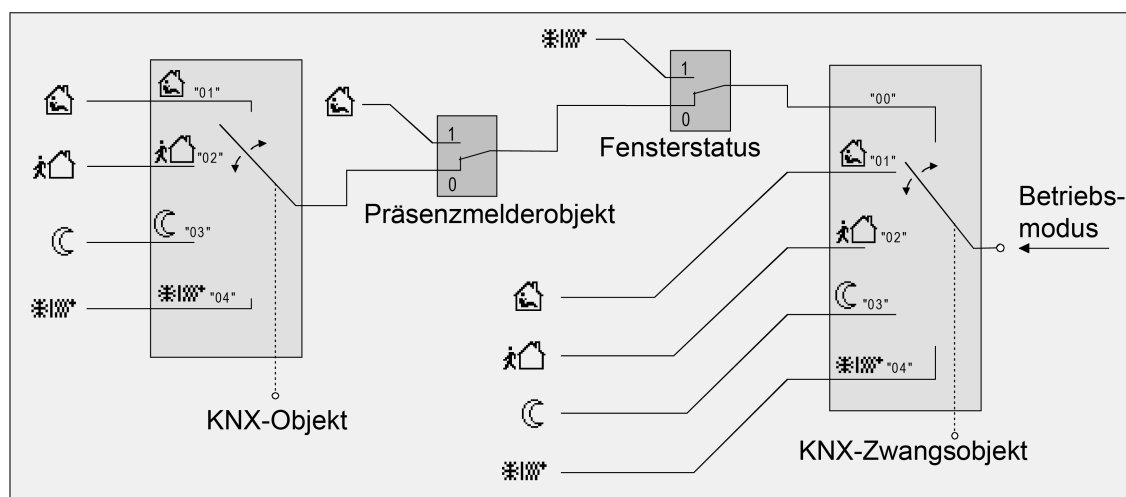 "01"
"02"
"03"
"04"
KNX-Objekt
1
0
Präsenzmelderobjekt
1
0
Fensterstatus
"00"
"01"
"02"
"03"
"04"
KNX-Zwangsobjekt
Betriebs-
modus